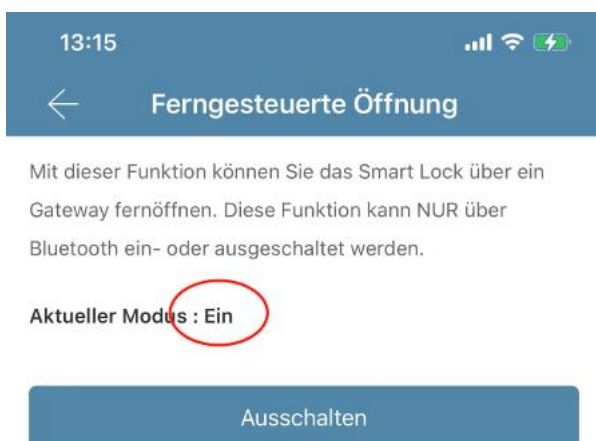 13:15
Ferngesteuerte Öffnung
Mit dieser Funktion können Sie das Smart Lock über ein
Gateway fernöffnen. Diese Funktion kann NUR über
Bluetooth ein- oder ausgeschaltet werden.
Aktueller Modus : Ein
Ausschalten